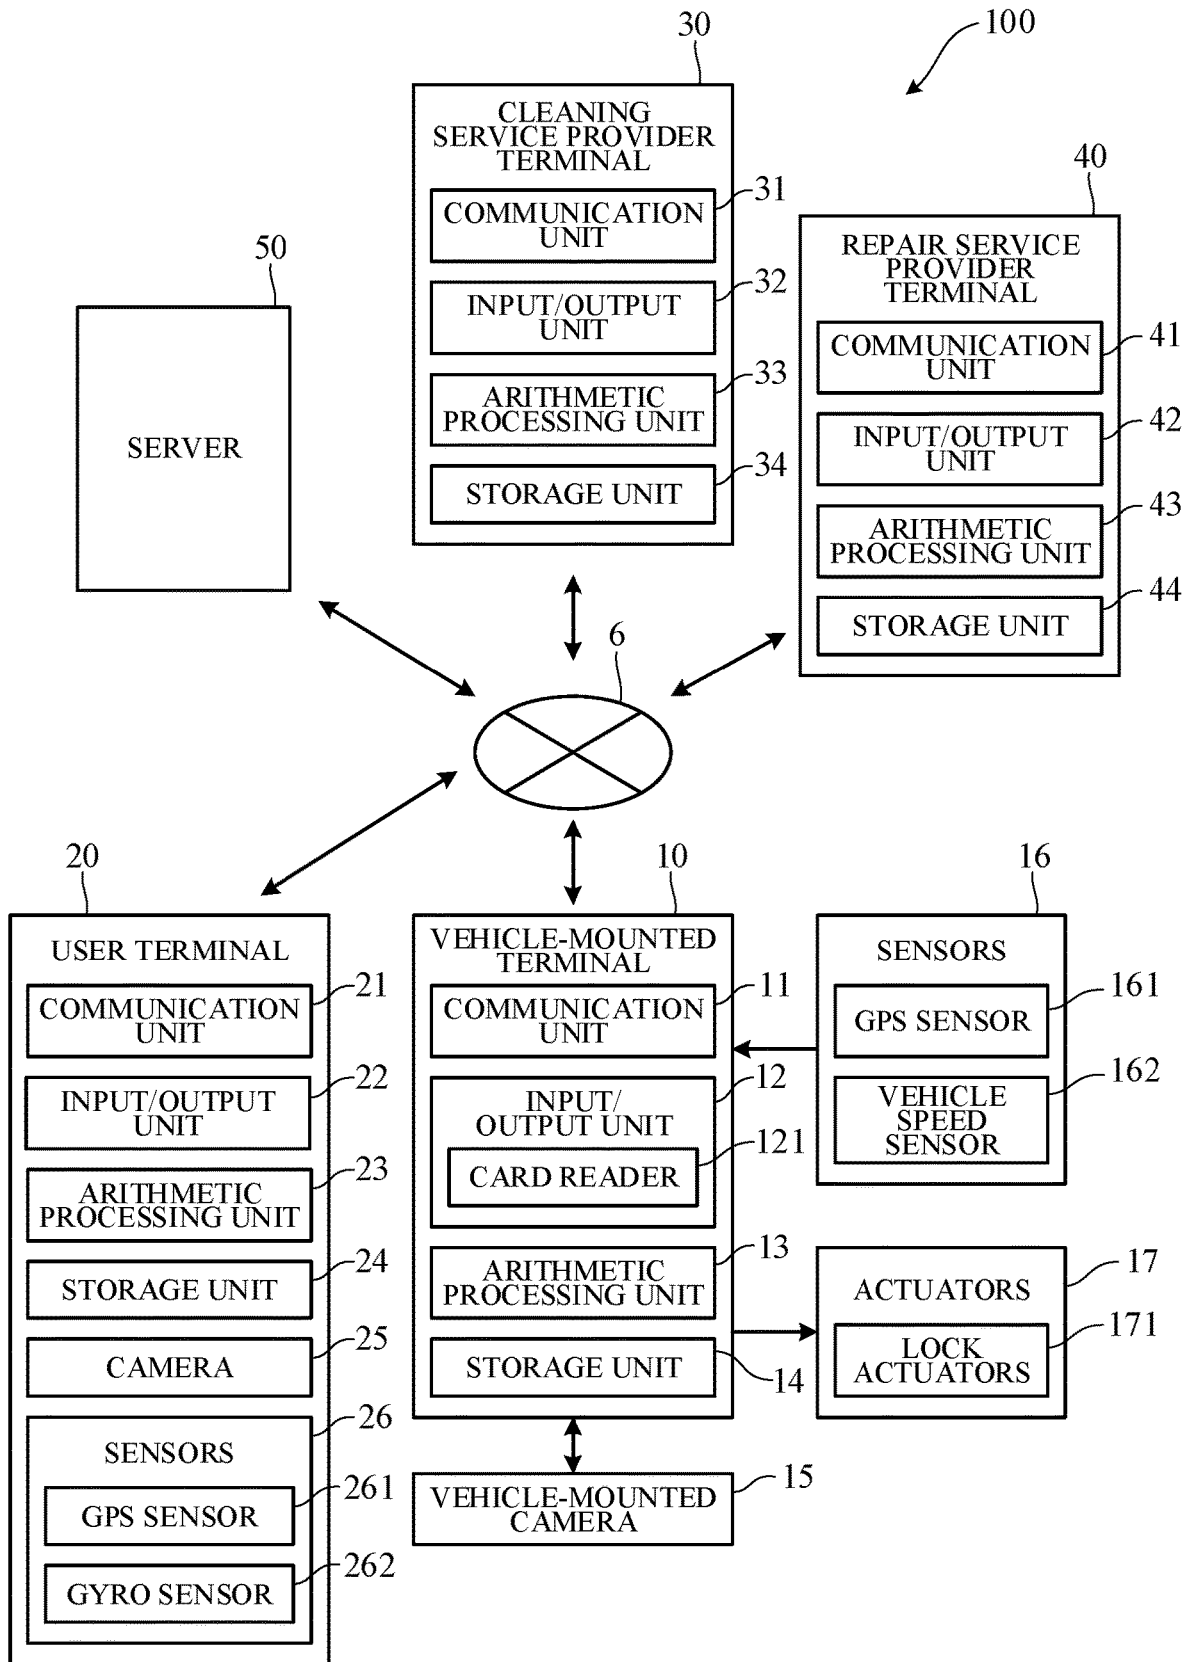 100
30
CLEANING
SERVICE PROVIDER
TERMINAL
31
COMMUNICATION
UNIT
32
INPUT/OUTPUT
UNIT
33
ARITHMETIC
PROCESSING UNIT
34
STORAGE UNIT
40
REPAIR SERVICE
PROVIDER
TERMINAL
41
COMMUNICATION
UNIT
42
INPUT/OUTPUT
UNIT
43
ARITHMETIC
PROCESSING UNIT
44
STORAGE UNIT
50
SERVER
6
20
USER TERMINAL
21
COMMUNICATION
UNIT
22
INPUT/OUTPUT
UNIT
23
ARITHMETIC
PROCESSING UNIT
24
STORAGE UNIT
25
CAMERA
26
SENSORS
261
GPS SENSOR
262
GYRO SENSOR
10
VEHICLE-MOUNTED
TERMINAL
11
COMMUNICATION
UNIT
12
INPUT/
OUTPUT UNIT
121
CARD READER
13
ARITHMETIC
PROCESSING UNIT
14
STORAGE UNIT
15
VEHICLE-MOUNTED
CAMERA
16
SENSORS
161
GPS SENSOR
162
VEHICLE
SPEED
SENSOR
17
ACTUATORS
171
LOCK
ACTUATORS